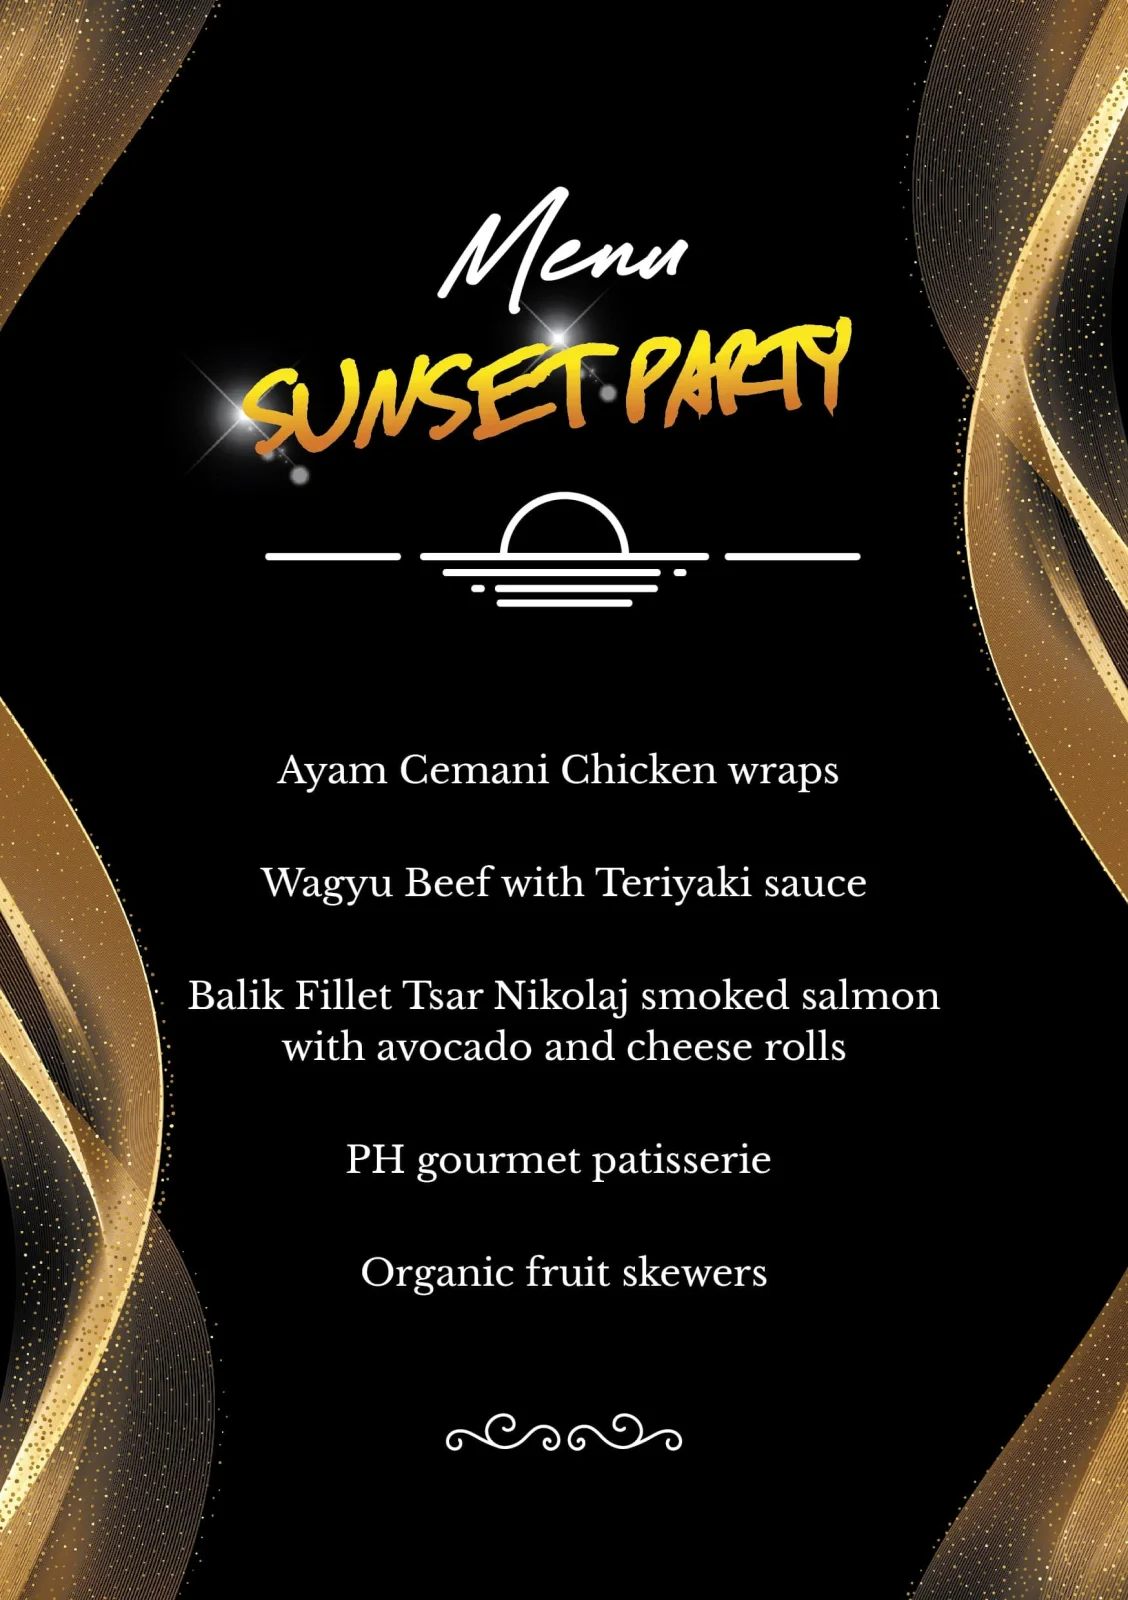 Menu
SUNSET PARTY
Ayam Cemani Chicken wraps
Wagyu Beef with Teriyaki sauce
Balik Fillet Tsar Nikolaj smoked salmon
with avocado and cheese rolls
PH gourmet patisserie
Organic fruit skewers